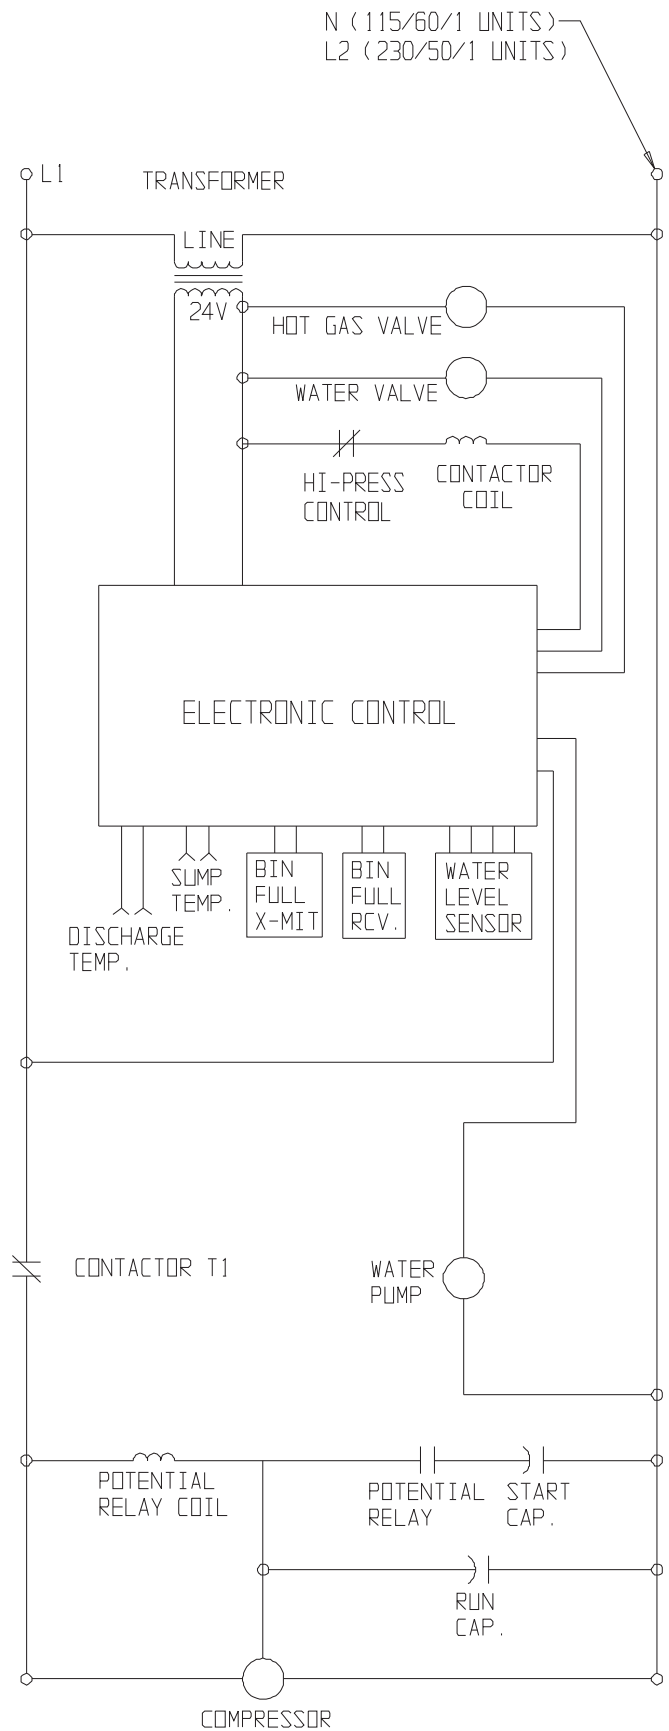 N (115/60/1 UNITS)
L2 (230/50/1 UNITS)
L1
TRANSFORMER
LINE
24V
HOT GAS VALVE
WATER VALVE
HI-PRESS
CONTROL
CONTACTOR
COIL
ELECTRONIC CONTROL
DISCHARGE
TEMP.
SUMP
TEMP.
BIN
FULL
X-MIT
BIN
FULL
RCV.
WATER
LEVEL
SENSOR
CONTACTOR T1
WATER
PUMP
POTENTIAL
RELAY COIL
POTENTIAL
RELAY
START
CAP.
RUN
CAP.
COMPRESSOR